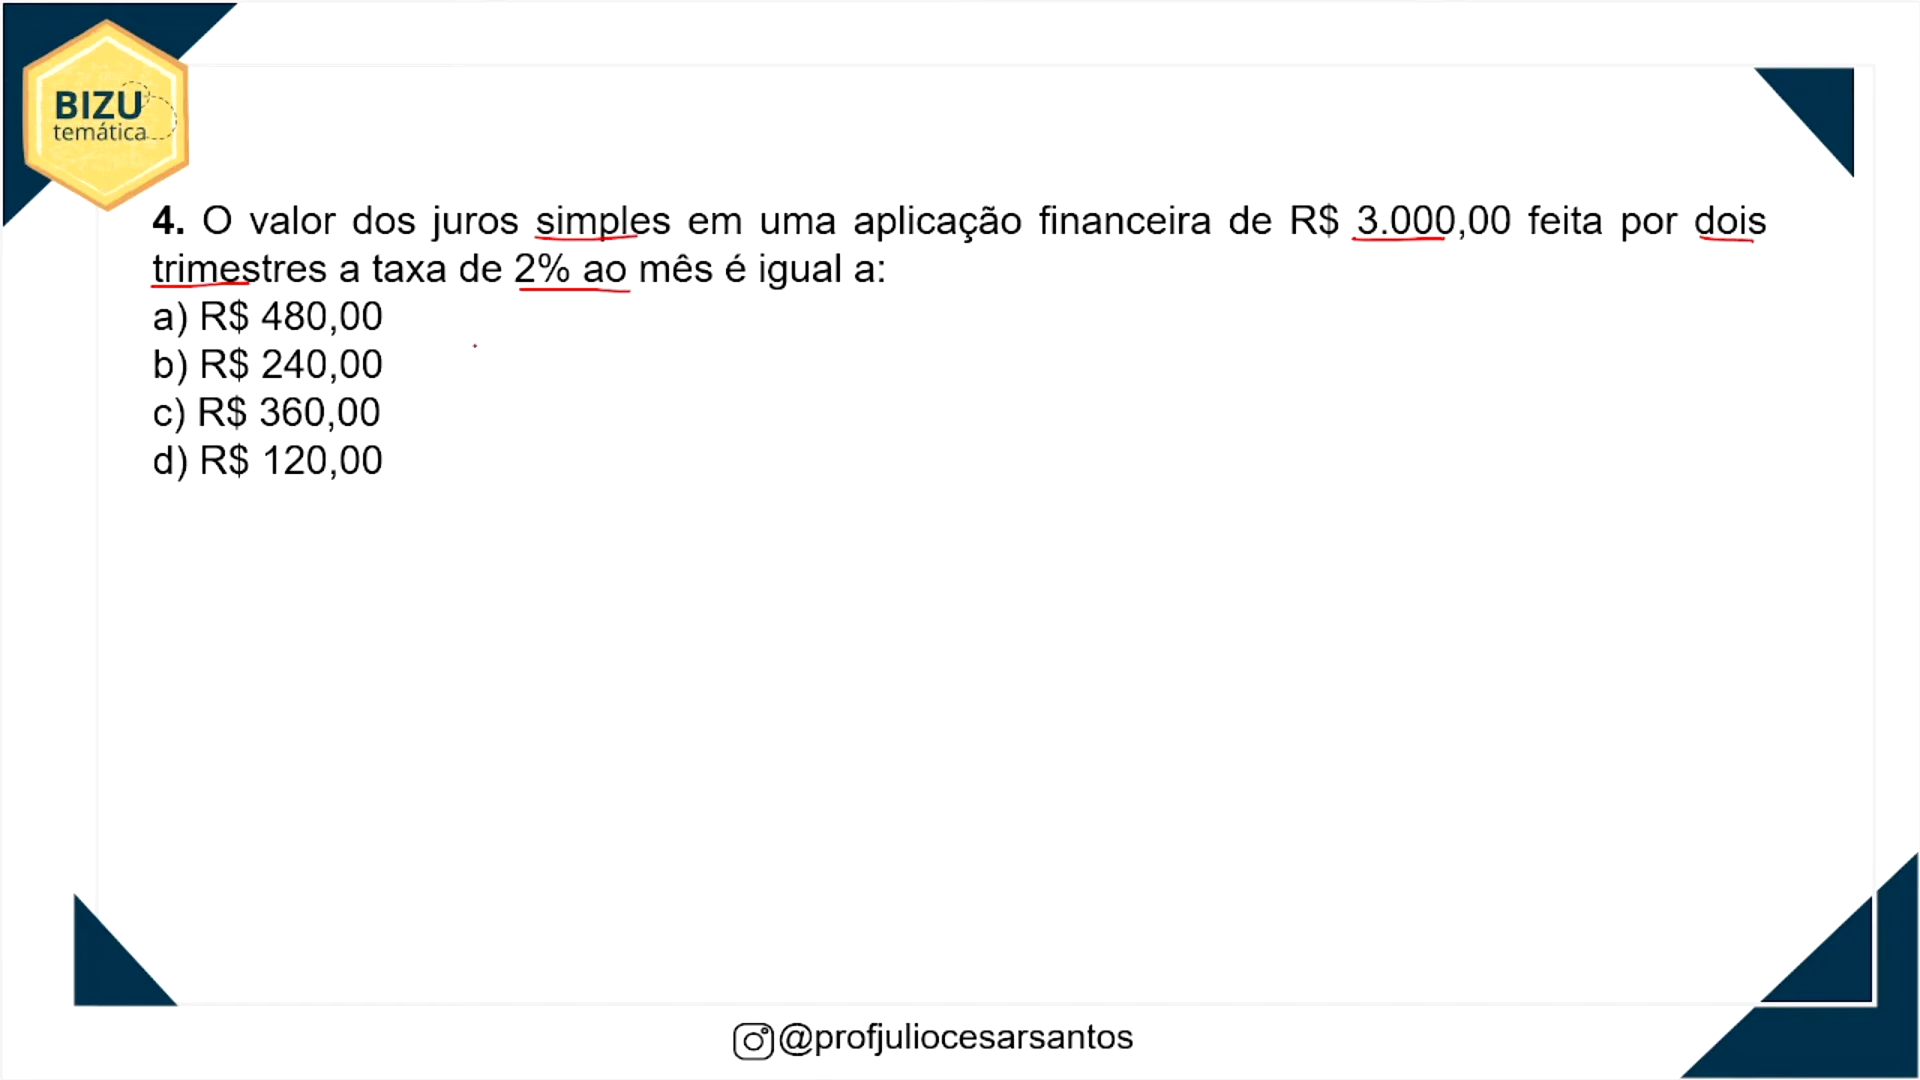 BIZU
temática
4. O valor dos juros simples em uma aplicação financeira de R$ 3.000,00 feita por dois
trimestres a taxa de 2% ao mês é igual a:
a) R$ 480,00
b) R$ 240,00
c) R$ 360,00
d) R$ 120,00
@profjuliocesarsantos